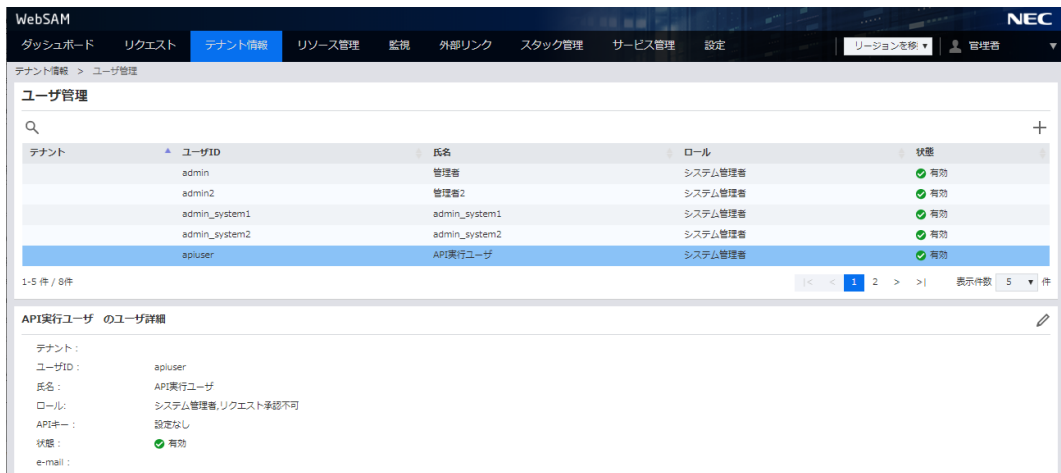 WebSAM NEC
ダッシュボード リクエスト テナント情報 リソース管理 監視 外部リンク スタック管理 サービス管理 設定 リージョンを移 管理者
テナント情報 > ユーザ管理
ユーザ管理
テナント ユーザID 氏名 ロール 状態
admin 管理者 システム管理者 有効
admin2 管理者2 システム管理者 有効
admin_system1 admin_system1 システム管理者 有効
admin_system2 admin_system2 システム管理者 有効
apiuser API実行ユーザ システム管理者 有効
1-5 件 / 8件 |< < 1 2 > >| 表示件数 5 件
API実行ユーザ のユーザ詳細
テナント :
ユーザID : apiuser
氏名 : API実行ユーザ
ロール: システム管理者,リクエスト承認不可
APIキー : 設定なし
状態 : 有効
e-mail :